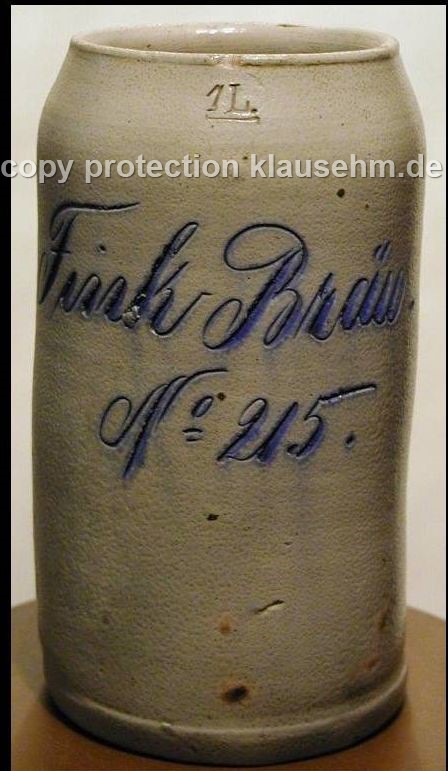 1L.
copy protection klausehm.de
Fink-Bräu.
No 215.